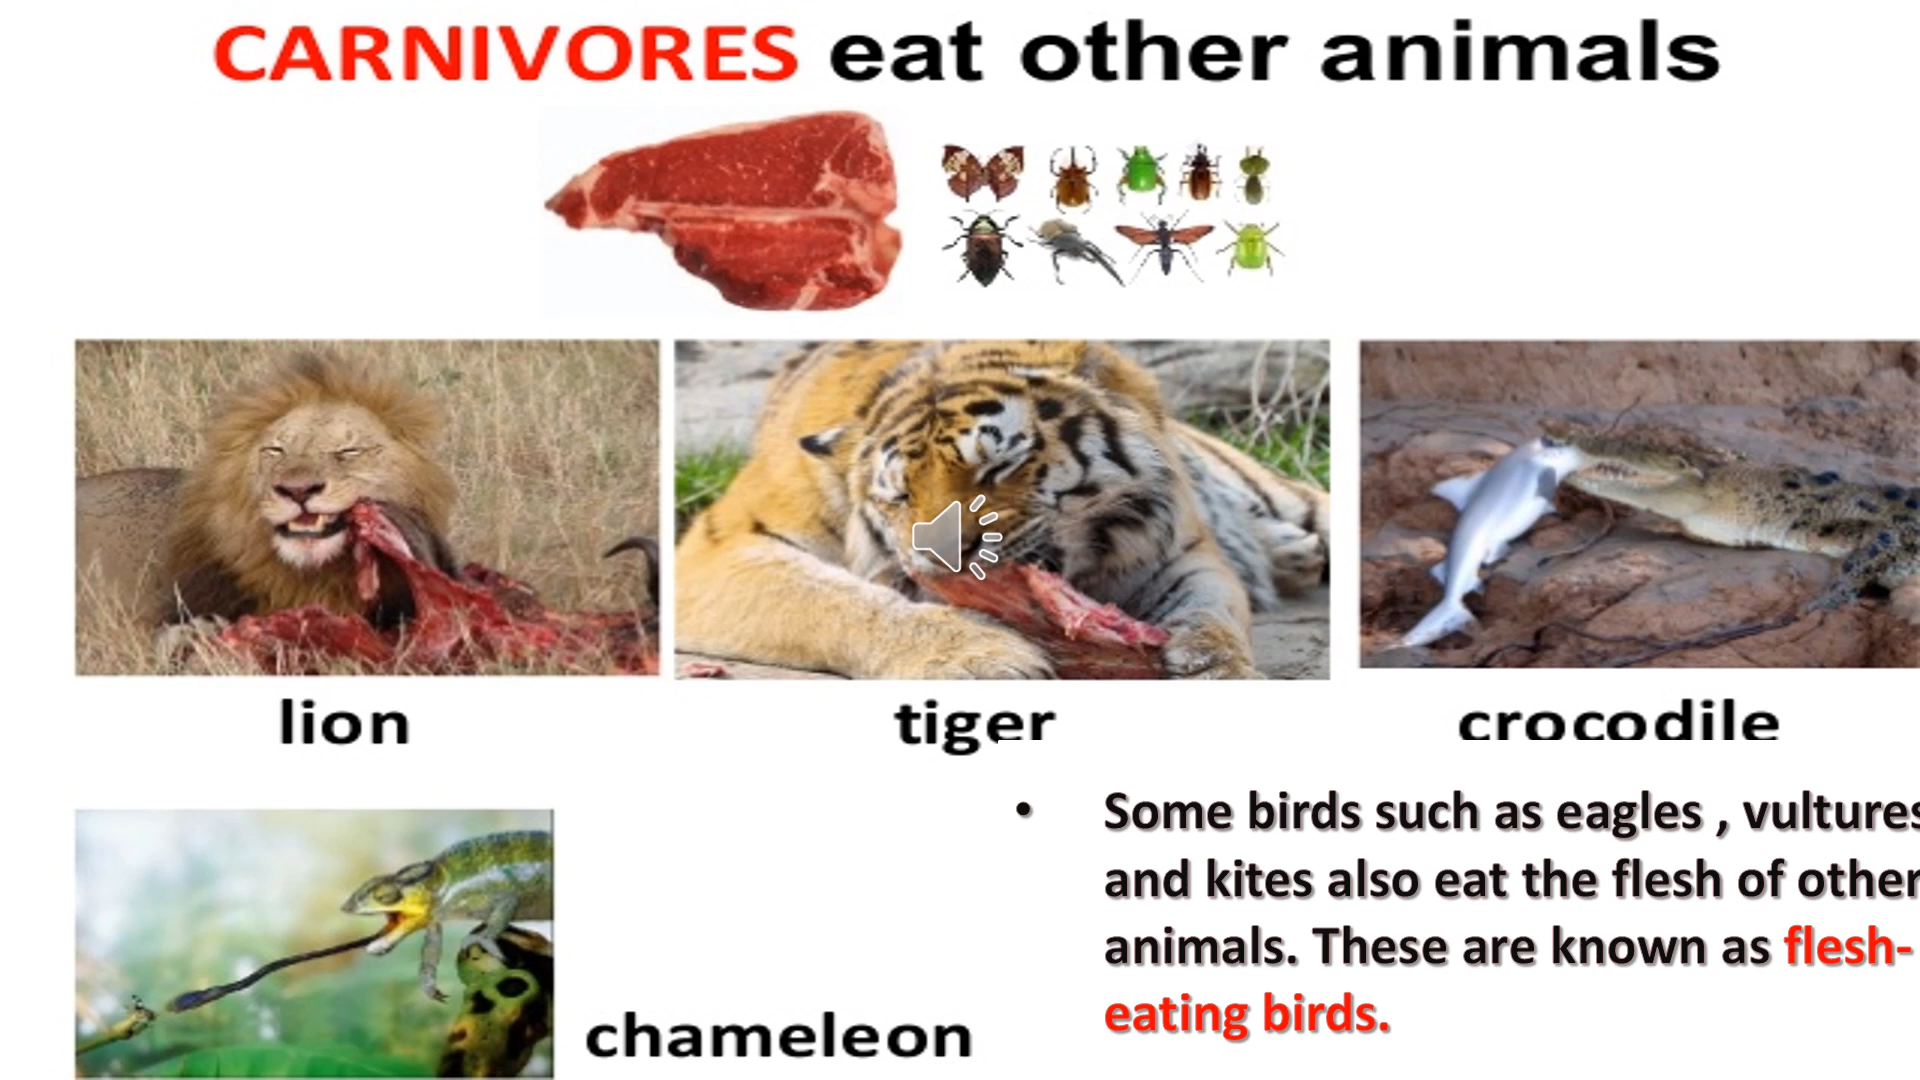 CARNIVORES eat other animals
lion
tiger
crocodile
• Some birds such as eagles , vultures
and kites also eat the flesh of other
animals. These are known as flesh-
eating birds.
chameleon